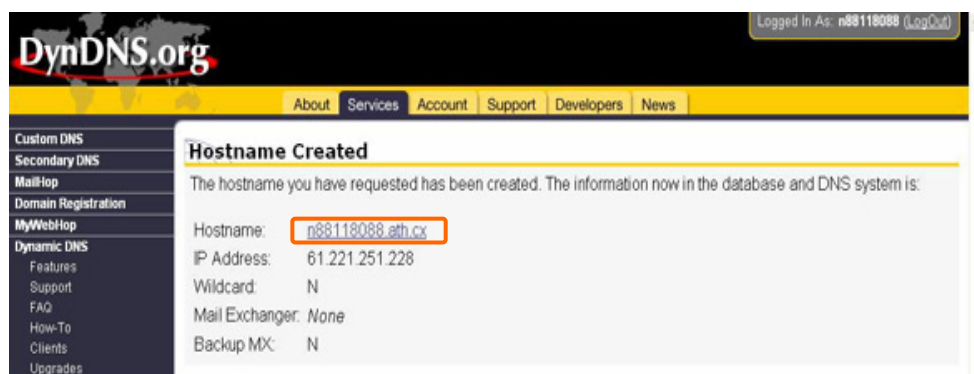 Logged In As: n88118088 (LogOut)
DynDNS.org
About Services Account Support Developers News
Custom DNS
Secondary DNS
MailHop
Domain Registration
MyWebHop
Dynamic DNS
Features
Support
FAQ
How-To
Clients
Upgrades
Hostname Created
The hostname you have requested has been created. The information now in the database and DNS system is:
Hostname: n88118088.ath.cx
IP Address: 61.221.251.228
Wildcard: N
Mail Exchanger: None
Backup MX: N